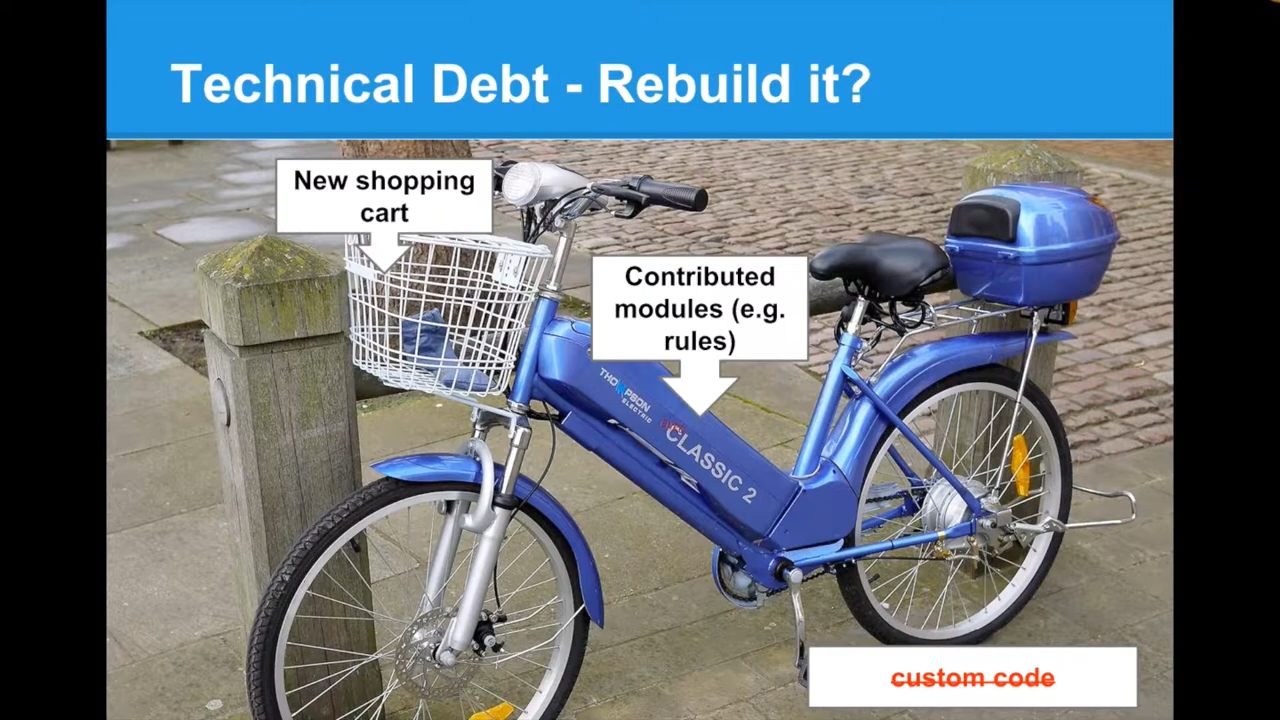 Technical Debt - Rebuild it?
New shopping
cart
Contributed
modules (e.g.
rules)
THOMPSON
ELECTRIC
CLASSIC 2
custom code